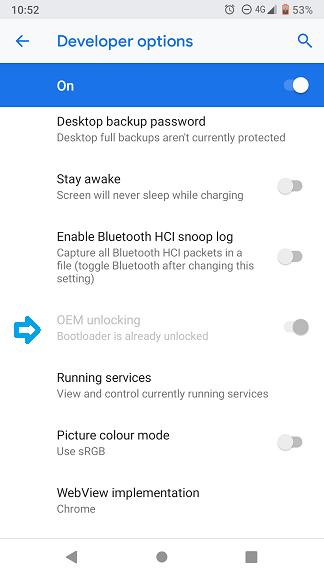 10:52
4G 53%
Developer options
On
Desktop backup password
Desktop full backups aren't currently protected
Stay awake
Screen will never sleep while charging
Enable Bluetooth HCI snoop log
Capture all Bluetooth HCI packets in a
file (toggle Bluetooth after changing this
setting)
OEM unlocking
Bootloader is already unlocked
Running services
View and control currently running services
Picture colour mode
Use sRGB
WebView implementation
Chrome